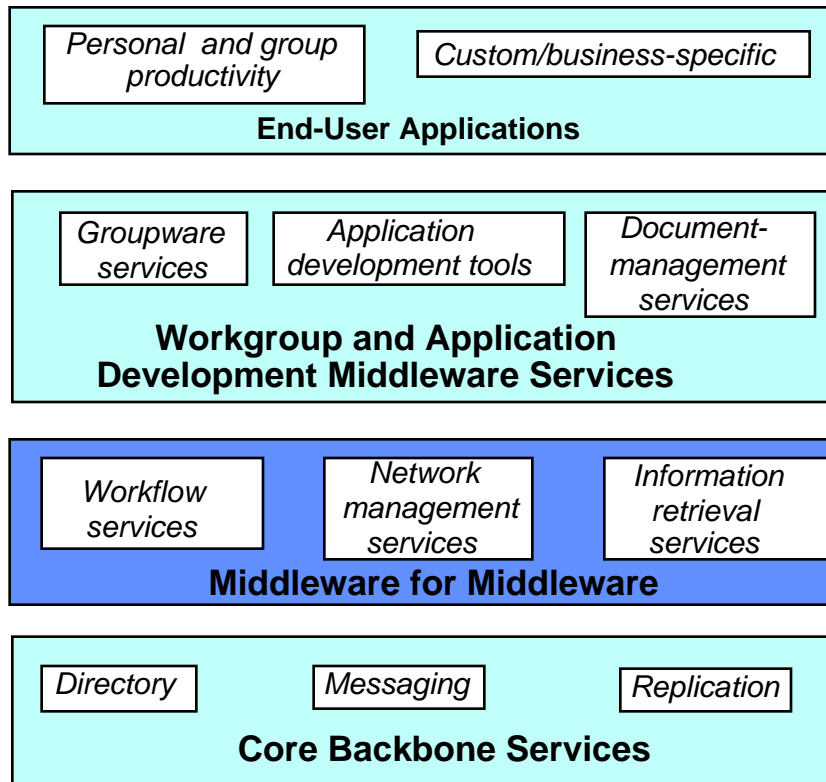 Personal and group
productivity
Custom/business-specific
End-User Applications
Groupware
services
Application
development tools
Document-
management
services
Workgroup and Application
Development Middleware Services
Workflow
services
Network
management
services
Information
retrieval
services
Middleware for Middleware
Directory
Messaging
Replication
Core Backbone Services